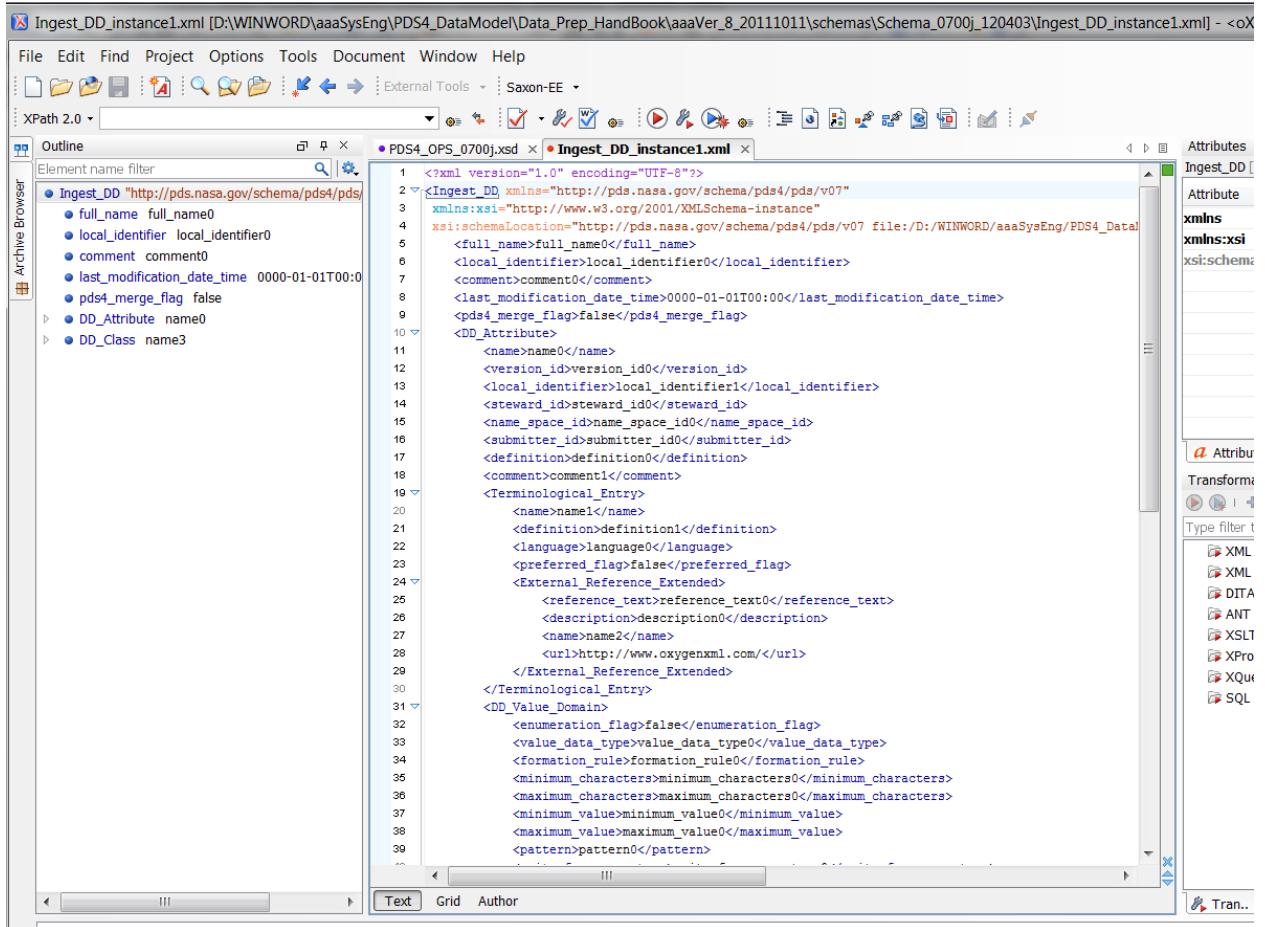 Ingest_DD_instance1.xml [D:\WINWORD\aaaSysEng\PDS4_DataModel\Data_Prep_HandBook\aaaVer_8_20111011\schemas\Schema_0700j_120403\Ingest_DD_instance1.xml] - <oX
File Edit Find Project Options Tools Document Window Help
External Tools Saxon-EE
XPath 2.0
Outline
Element name filter
Ingest_DD "http://pds.nasa.gov/schema/pds4/pds/
full_name full_name0
local_identifier local_identifier0
comment comment0
last_modification_date_time 0000-01-01T00:0
pds4_merge_flag false
DD_Attribute name0
DD_Class name3
Archive Browser
PDS4_OPS_0700j.xsd Ingest_DD_instance1.xml
1 <?xml version="1.0" encoding="UTF-8"?>
2 <Ingest_DD xmlns="http://pds.nasa.gov/schema/pds4/pds/v07"
3 xmlns:xsi="http://www.w3.org/2001/XMLSchema-instance"
4 xsi:schemaLocation="http://pds.nasa.gov/schema/pds4/pds/v07 file:/D:/WINWORD/aaaSysEng/PDS4_DataM
5 <full_name>full_name0</full_name>
6 <local_identifier>local_identifier0</local_identifier>
7 <comment>comment0</comment>
8 <last_modification_date_time>0000-01-01T00:00</last_modification_date_time>
9 <pds4_merge_flag>false</pds4_merge_flag>
10 <DD_Attribute>
11 <name>name0</name>
12 <version_id>version_id0</version_id>
13 <local_identifier>local_identifier1</local_identifier>
14 <steward_id>steward_id0</steward_id>
15 <name_space_id>name_space_id0</name_space_id>
16 <submitter_id>submitter_id0</submitter_id>
17 <definition>definition0</definition>
18 <comment>comment1</comment>
19 <Terminological_Entry>
20 <name>name1</name>
21 <definition>definition1</definition>
22 <language>language0</language>
23 <preferred_flag>false</preferred_flag>
24 <External_Reference_Extended>
25 <reference_text>reference_text0</reference_text>
26 <description>description0</description>
27 <name>name2</name>
28 <url>http://www.oxygenxml.com/</url>
29 </External_Reference_Extended>
30 </Terminological_Entry>
31 <DD_Value_Domain>
32 <enumeration_flag>false</enumeration_flag>
33 <value_data_type>value_data_type0</value_data_type>
34 <formation_rule>formation_rule0</formation_rule>
35 <minimum_characters>minimum_characters0</minimum_characters>
36 <maximum_characters>maximum_characters0</maximum_characters>
37 <minimum_value>minimum_value0</minimum_value>
38 <maximum_value>maximum_value0</maximum_value>
39 <pattern>pattern0</pattern>
Text Grid Author
Attributes
Ingest_DD [
Attribute
xmlns
xmlns:xsi
xsi:schema
a Attribu
Transforma
Type filter t
XML
XML
DITA
ANT
XSLT
XPro
XQue
SQL
Tran..